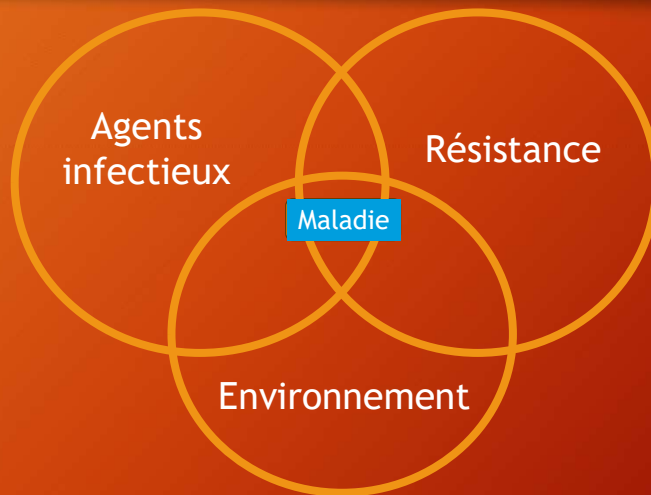 Agents
infectieux
Résistance
Maladie
Environnement